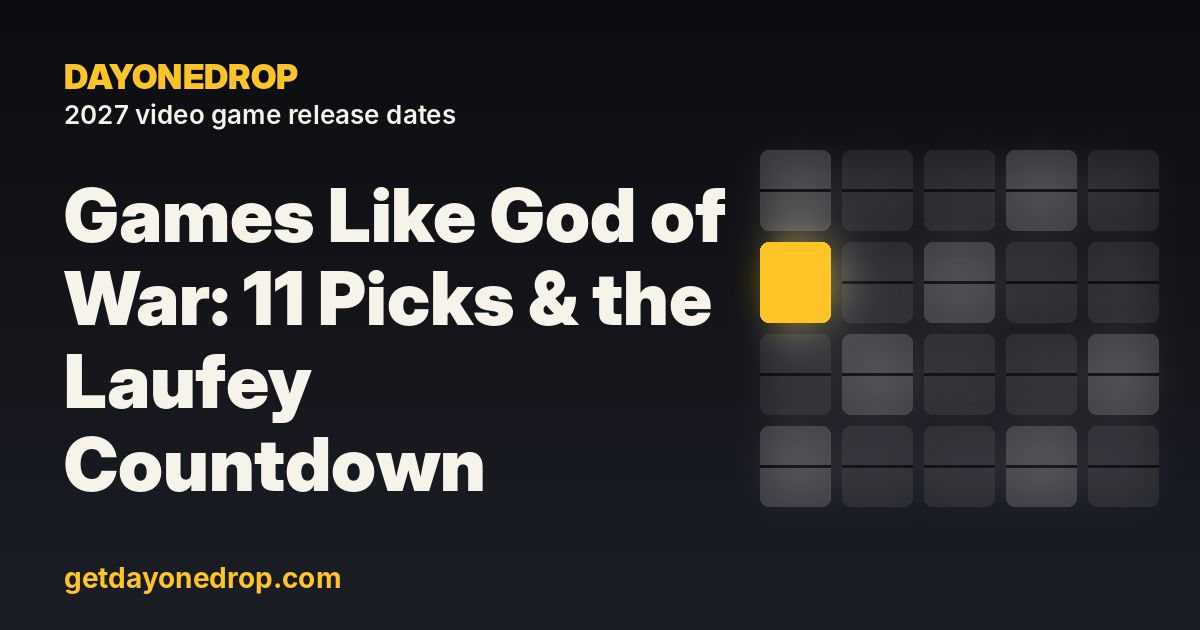 DAYONEDROP
2027 video game release dates
Games Like God of
War: 11 Picks & the
Laufey
Countdown
getdayonedrop.com